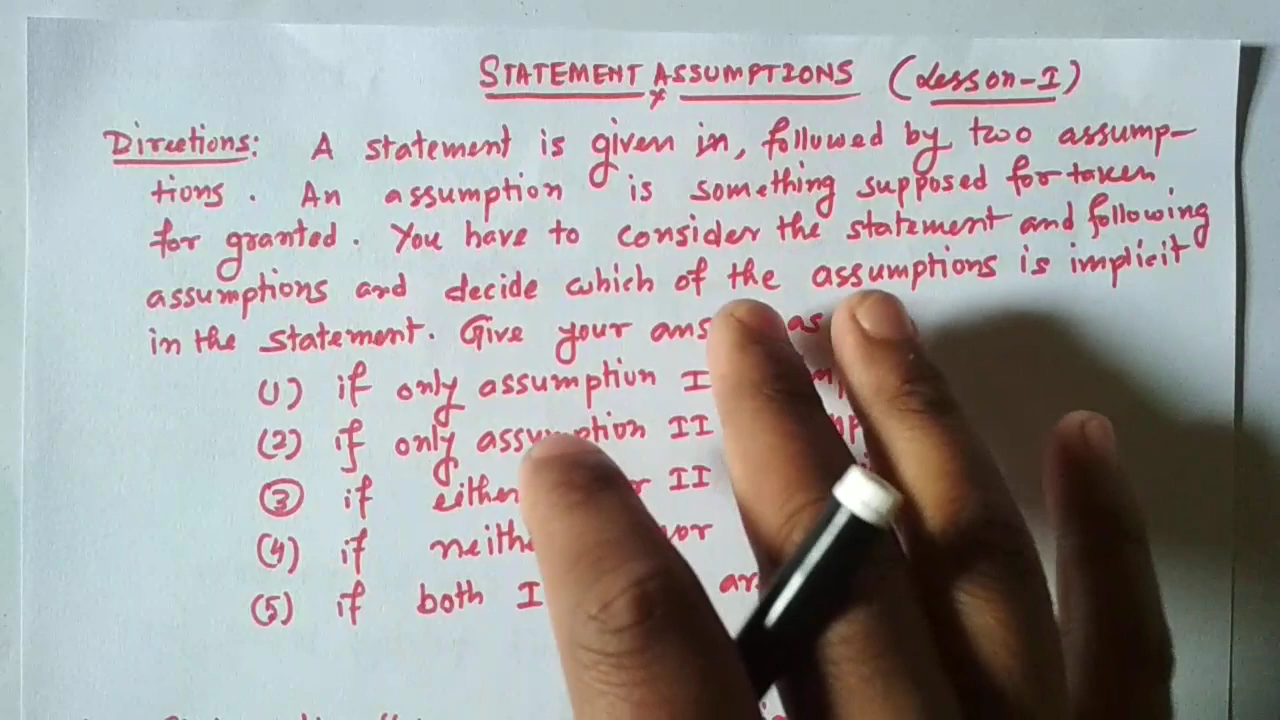 STATEMENT ASSUMPTIONS (Lesson-I)
Directions: A statement is given in, followed by two assump-
tions. An assumption is something supposed for taken
for granted. You have to consider the statement and following
assumptions and decide which of the assumptions is implicit
in the statement. Give your ans as
(1) if only assumption I
(2) if only assumption II
(3) if either II
(4) if
(5) if both I